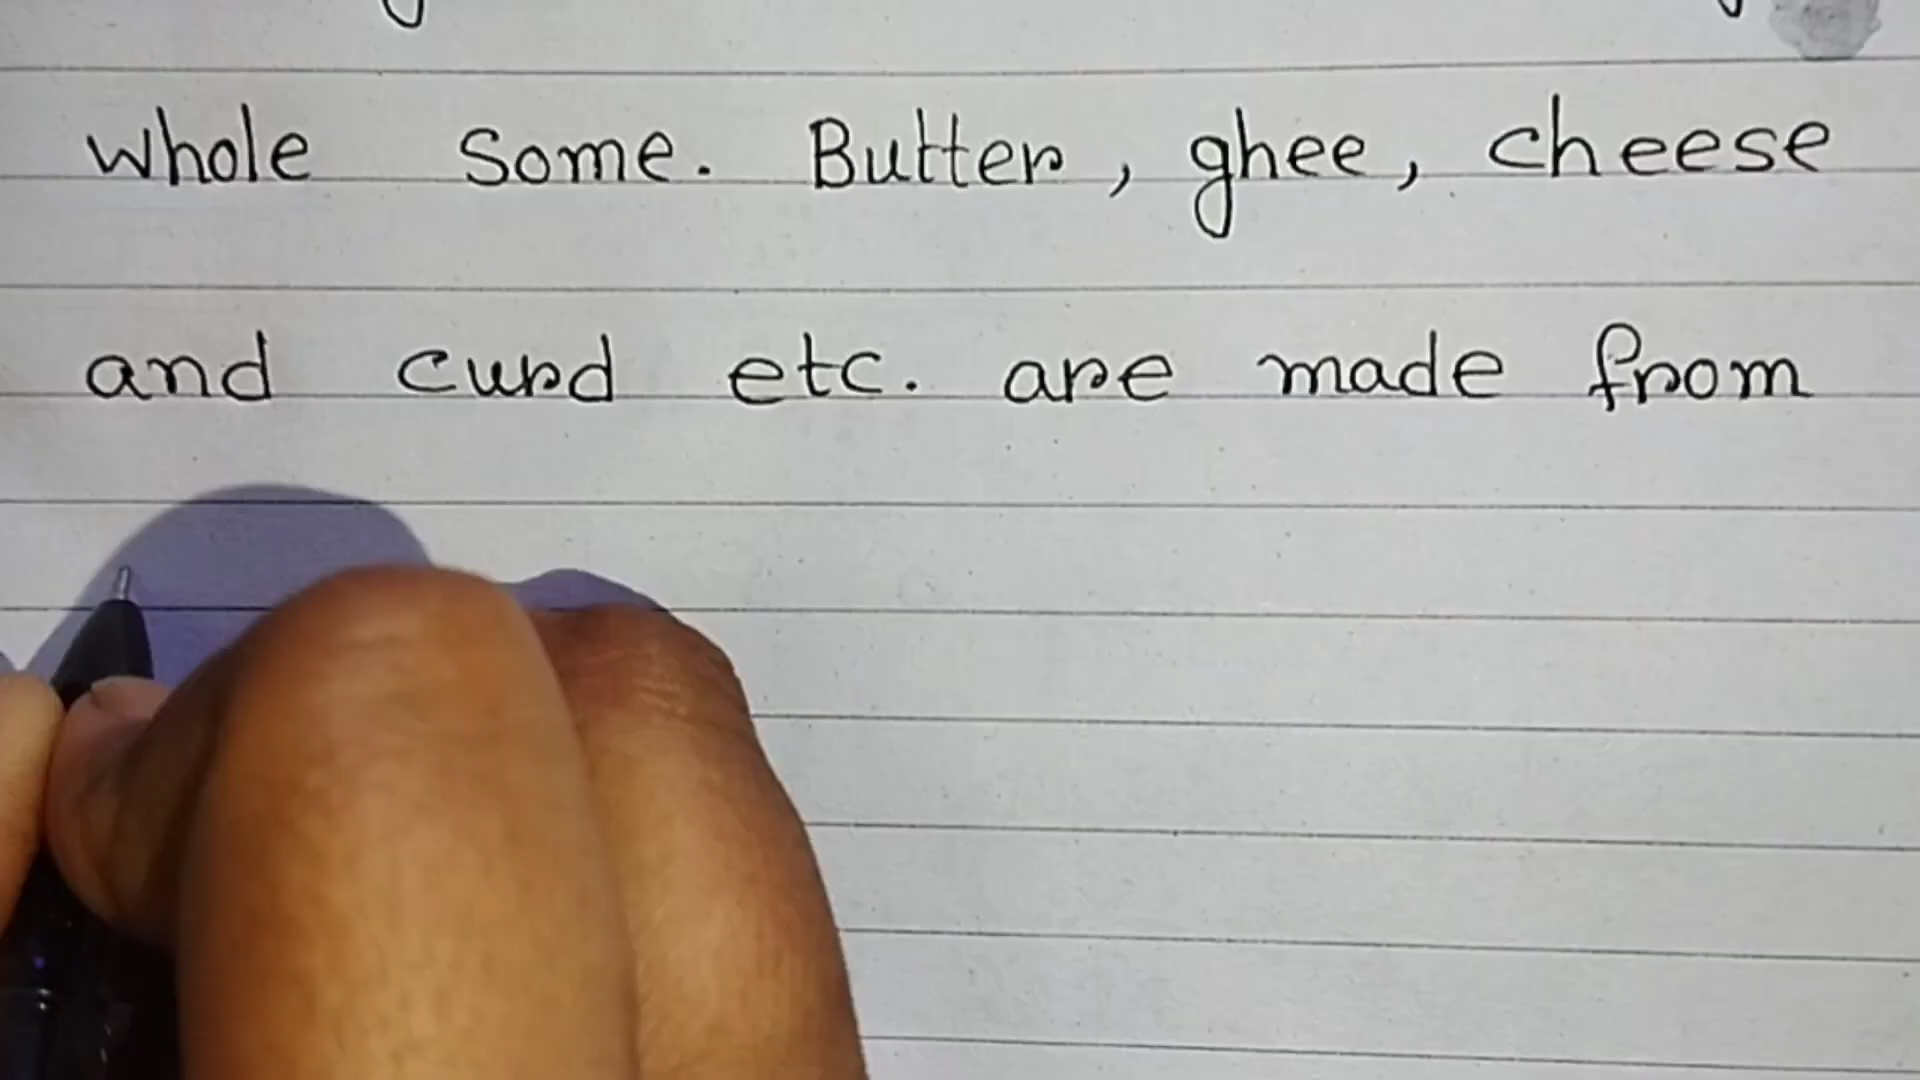 whole some. Butter, ghee, cheese
and curd etc. are made from